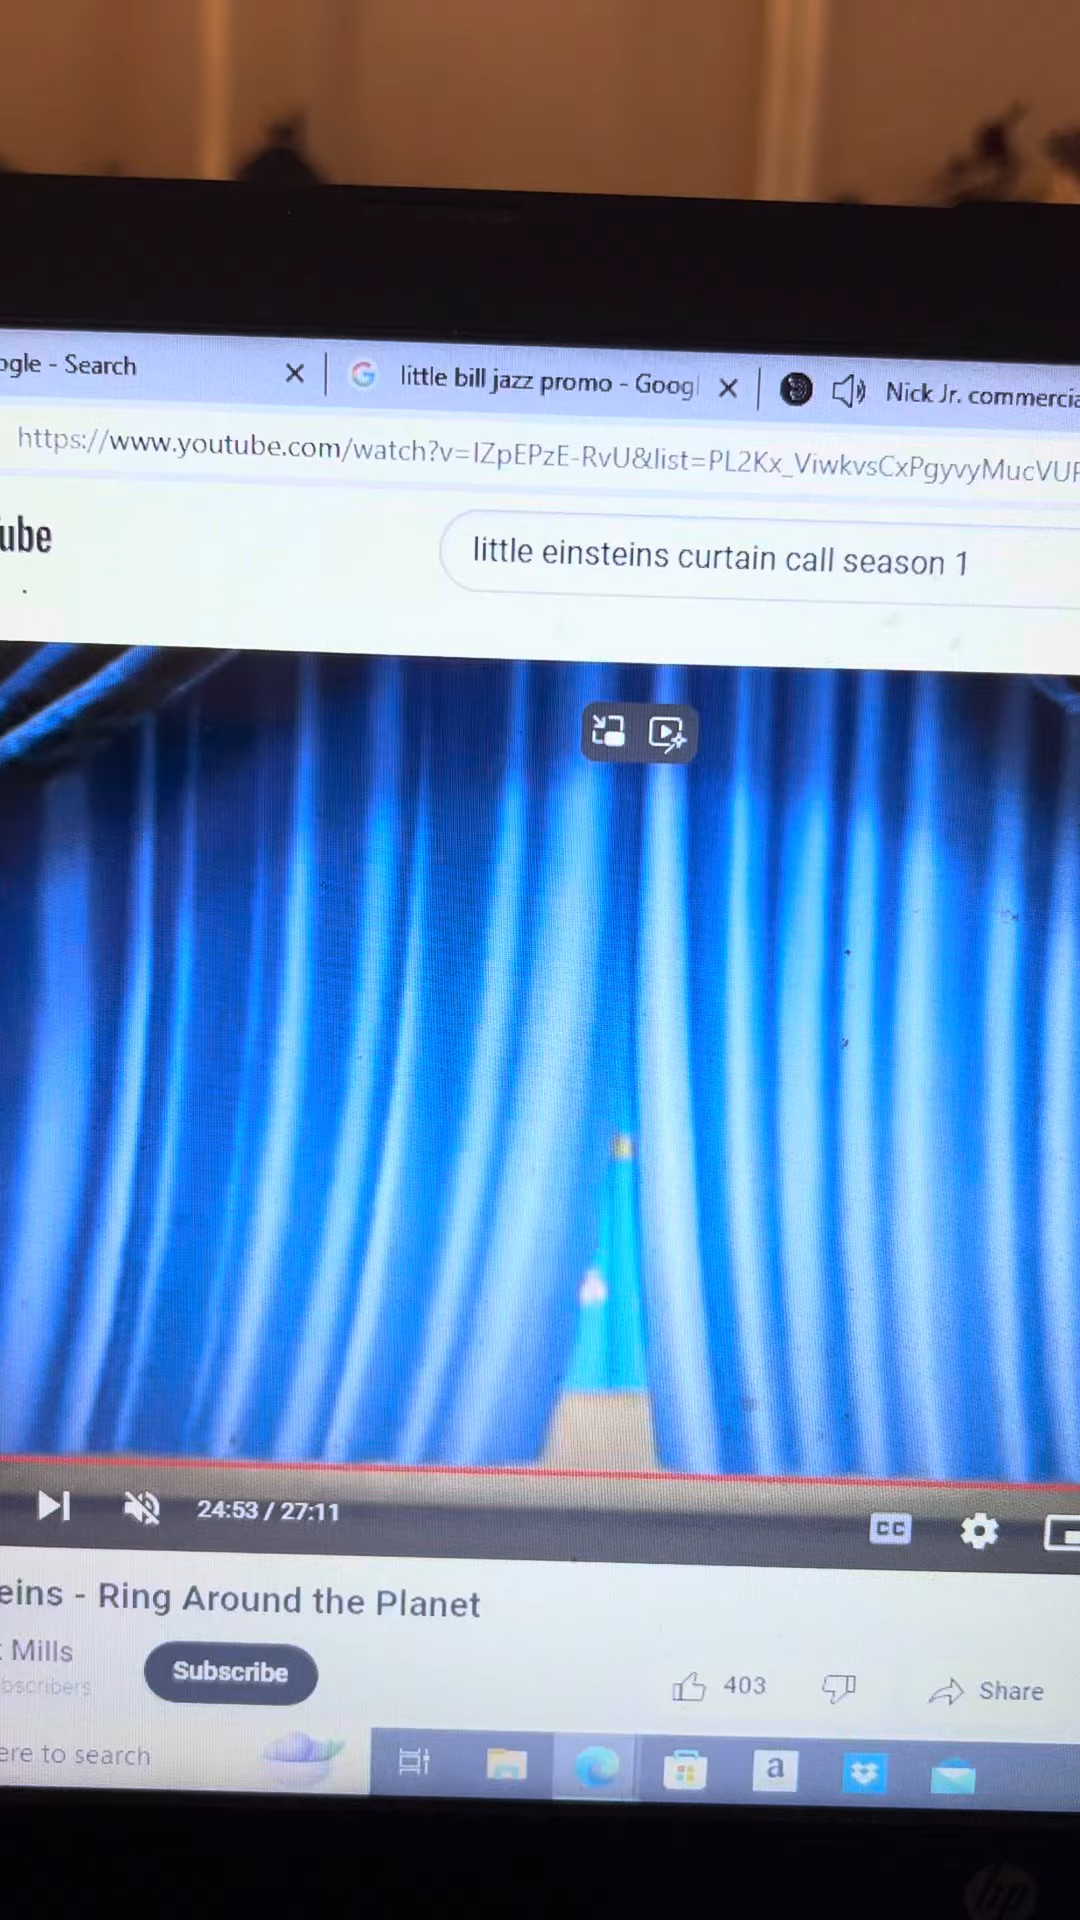 ogle - Search
little bill jazz promo - Googl
Nick Jr. commercia
https://www.youtube.com/watch?v=IZpEPzE-RvU&list=PL2Kx_ViwkvsCxPgyvyMucVUF
ube
little einsteins curtain call season 1
24:53 / 27:11
CC
eins - Ring Around the Planet
Mills
bscribers
Subscribe
403
Share
ere to search
a
hp